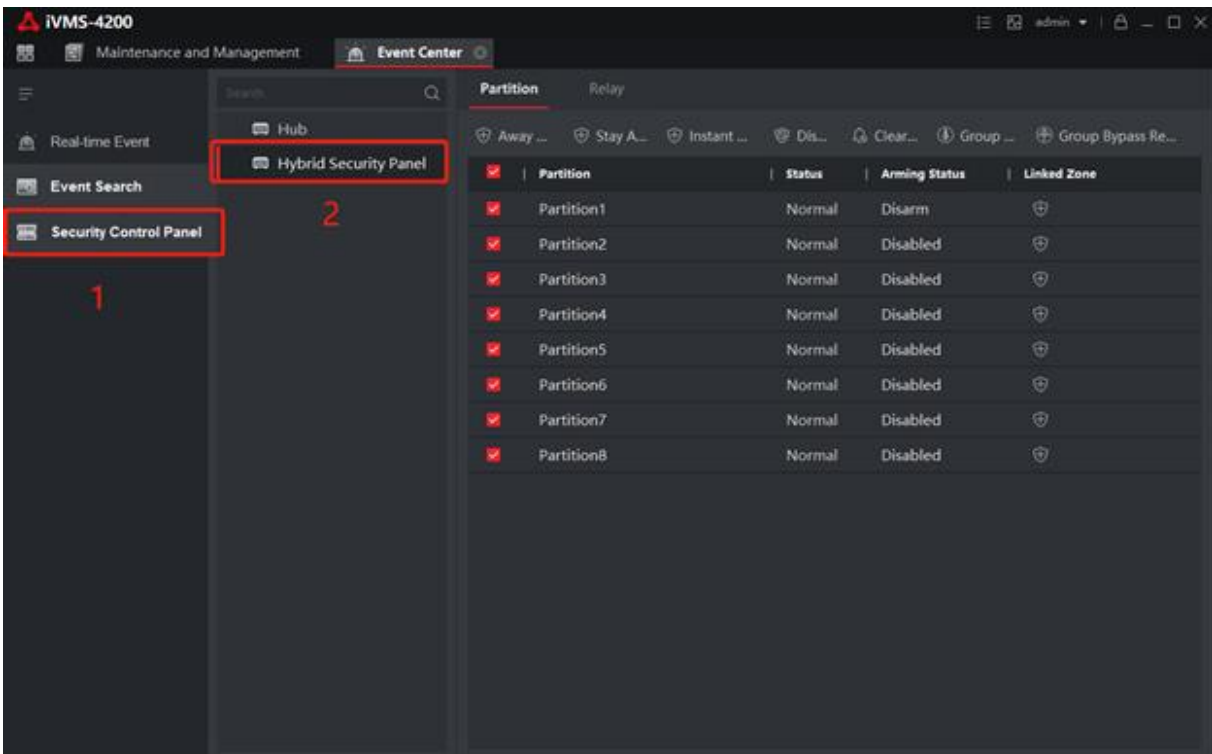 iVMS-4200
admin
Maintenance and Management
Event Center
Search
Partition
Relay
Hub
Real-time Event
Away ...
Stay A...
Instant ...
Dis...
Clear...
Group ...
Group Bypass Re...
Hybrid Security Panel
Partition | Status | Arming Status | Linked Zone
Event Search
2
Partition1 Normal Disarm
Security Control Panel
Partition2 Normal Disabled
1
Partition3 Normal Disabled
Partition4 Normal Disabled
Partition5 Normal Disabled
Partition6 Normal Disabled
Partition7 Normal Disabled
Partition8 Normal Disabled